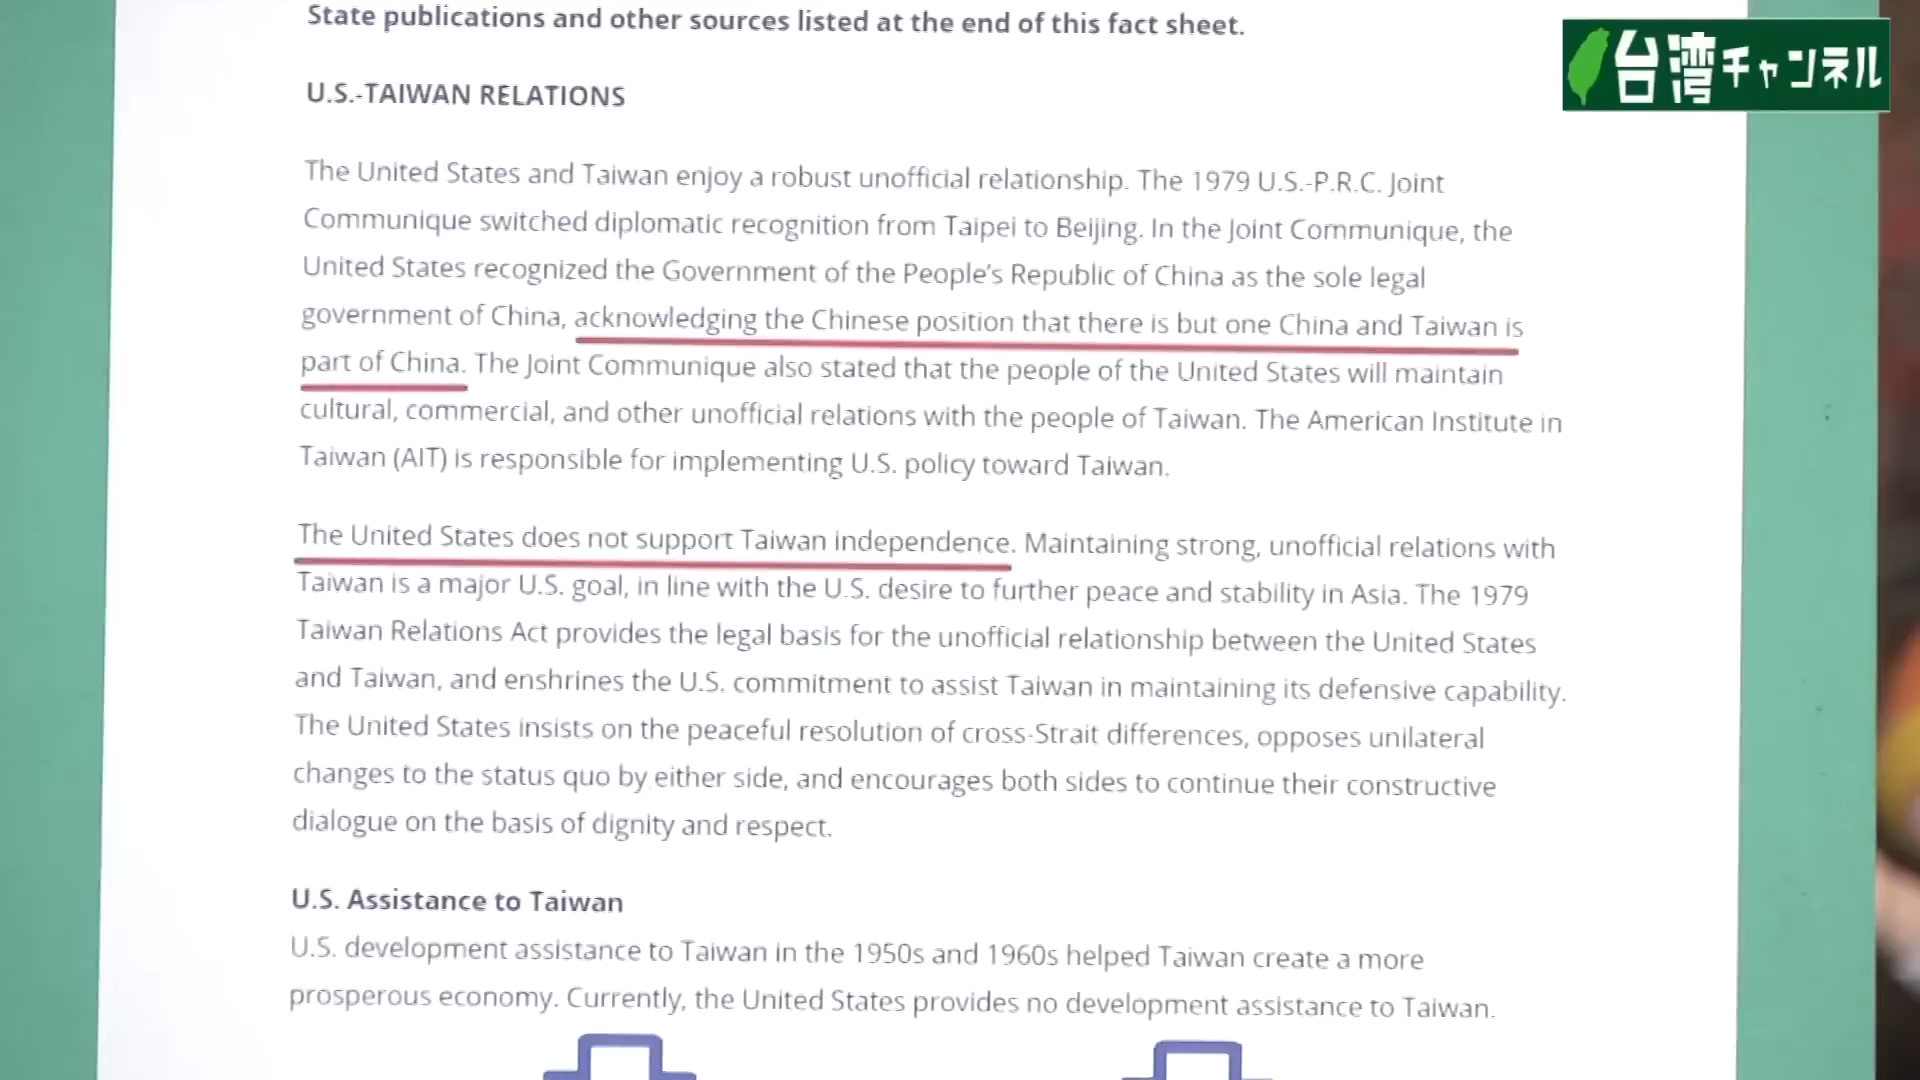 State publications and other sources listed at the end of this fact sheet.
台湾チャンネル
U.S.-TAIWAN RELATIONS
The United States and Taiwan enjoy a robust unofficial relationship. The 1979 U.S.-P.R.C. Joint
Communique switched diplomatic recognition from Taipei to Beijing. In the Joint Communique, the
United States recognized the Government of the People's Republic of China as the sole legal
government of China, acknowledging the Chinese position that there is but one China and Taiwan is
part of China. The Joint Communique also stated that the people of the United States will maintain
cultural, commercial, and other unofficial relations with the people of Taiwan. The American Institute in
Taiwan (AIT) is responsible for implementing U.S. policy toward Taiwan.
The United States does not support Taiwan independence. Maintaining strong, unofficial relations with
Taiwan is a major U.S. goal, in line with the U.S. desire to further peace and stability in Asia. The 1979
Taiwan Relations Act provides the legal basis for the unofficial relationship between the United States
and Taiwan, and enshrines the U.S. commitment to assist Taiwan in maintaining its defensive capability.
The United States insists on the peaceful resolution of cross-Strait differences, opposes unilateral
changes to the status quo by either side, and encourages both sides to continue their constructive
dialogue on the basis of dignity and respect.
U.S. Assistance to Taiwan
U.S. development assistance to Taiwan in the 1950s and 1960s helped Taiwan create a more
prosperous economy. Currently, the United States provides no development assistance to Taiwan.